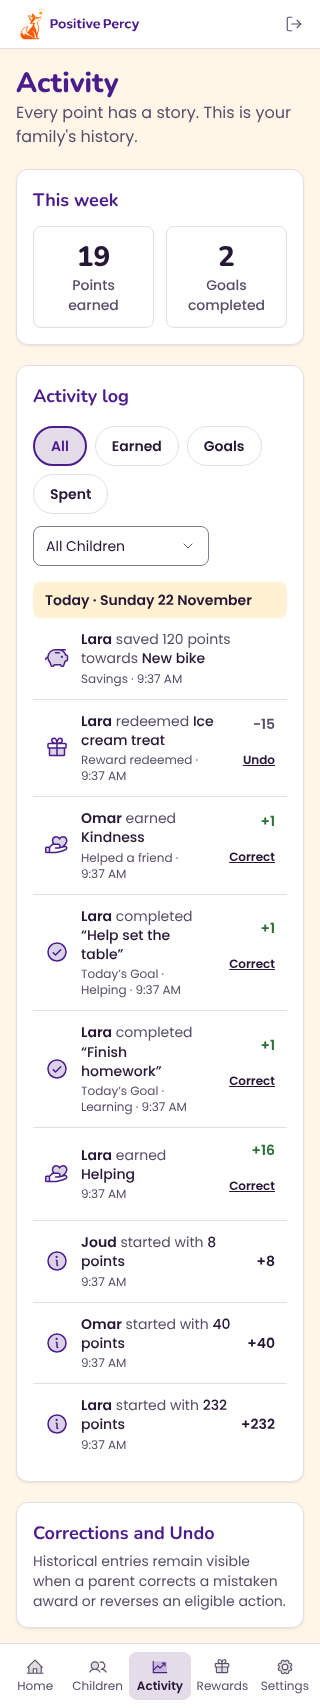 Positive Percy
Activity
Every point has a story. This is your
family's history.
This week
19
Points
earned
2
Goals
completed
Activity log
All
Earned
Goals
Spent
All Children
Today · Sunday 22 November
Lara saved 120 points
towards New bike
Savings · 9:37 AM
Lara redeemed Ice
cream treat
Reward redeemed ·
9:37 AM
-15
Undo
Omar earned
Kindness
Helped a friend ·
9:37 AM
+1
Correct
Lara completed
“Help set the
table”
Today’s Goal ·
Helping · 9:37 AM
+1
Correct
Lara completed
“Finish
homework”
Today’s Goal ·
Learning · 9:37 AM
+1
Correct
Lara earned
Helping
9:37 AM
+16
Correct
Joud started with 8
points
9:37 AM
+8
Omar started with 40
points
9:37 AM
+40
Lara started with 232
points
9:37 AM
+232
Corrections and Undo
Historical entries remain visible
when a parent corrects a mistaken
award or reverses an eligible action.
Home
Children
Activity
Rewards
Settings